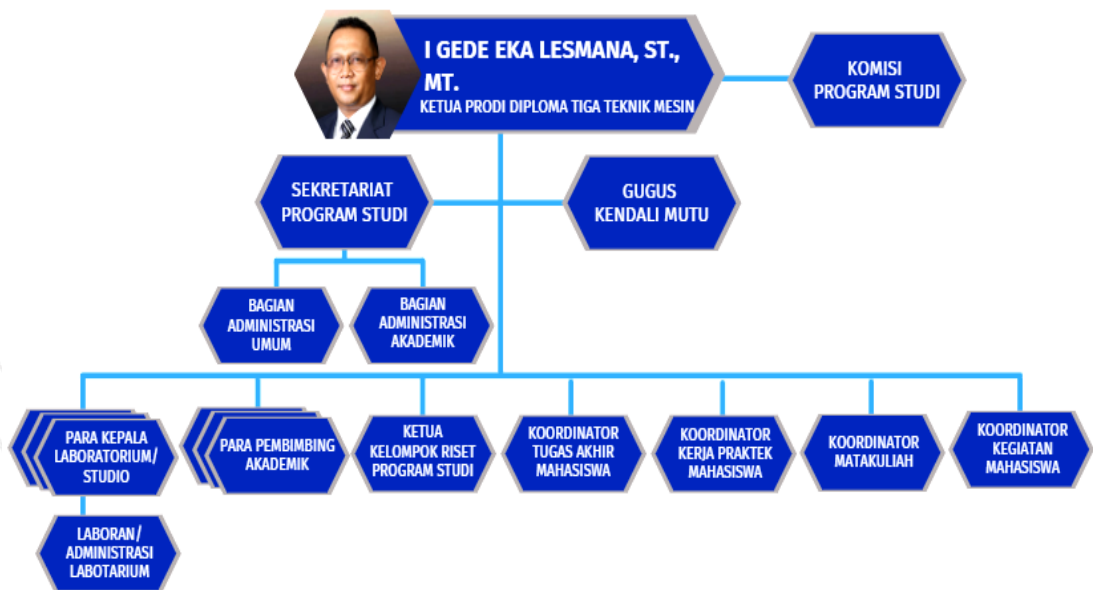 I GEDE EKA LESMANA, ST.,
MT.
KETUA PRODI DIPLOMA TIGA TEKNIK MESIN
KOMISI
PROGRAM STUDI
SEKRETARIAT
PROGRAM STUDI
GUGUS
KENDALI MUTU
BAGIAN
ADMINISTRASI
UMUM
BAGIAN
ADMINISTRASI
AKADEMIK
PARA KEPALA
LABORATORIUM/
STUDIO
PARA PEMBIMBING
AKADEMIK
KETUA
KELOMPOK RISET
PROGRAM STUDI
KOORDINATOR
TUGAS AKHIR
MAHASISWA
KOORDINATOR
KERJA PRAKTEK
MAHASISWA
KOORDINATOR
MATAKULIAH
KOORDINATOR
KEGIATAN
MAHASISWA
LABORAN/
ADMINISTRASI
LABOTARIUM